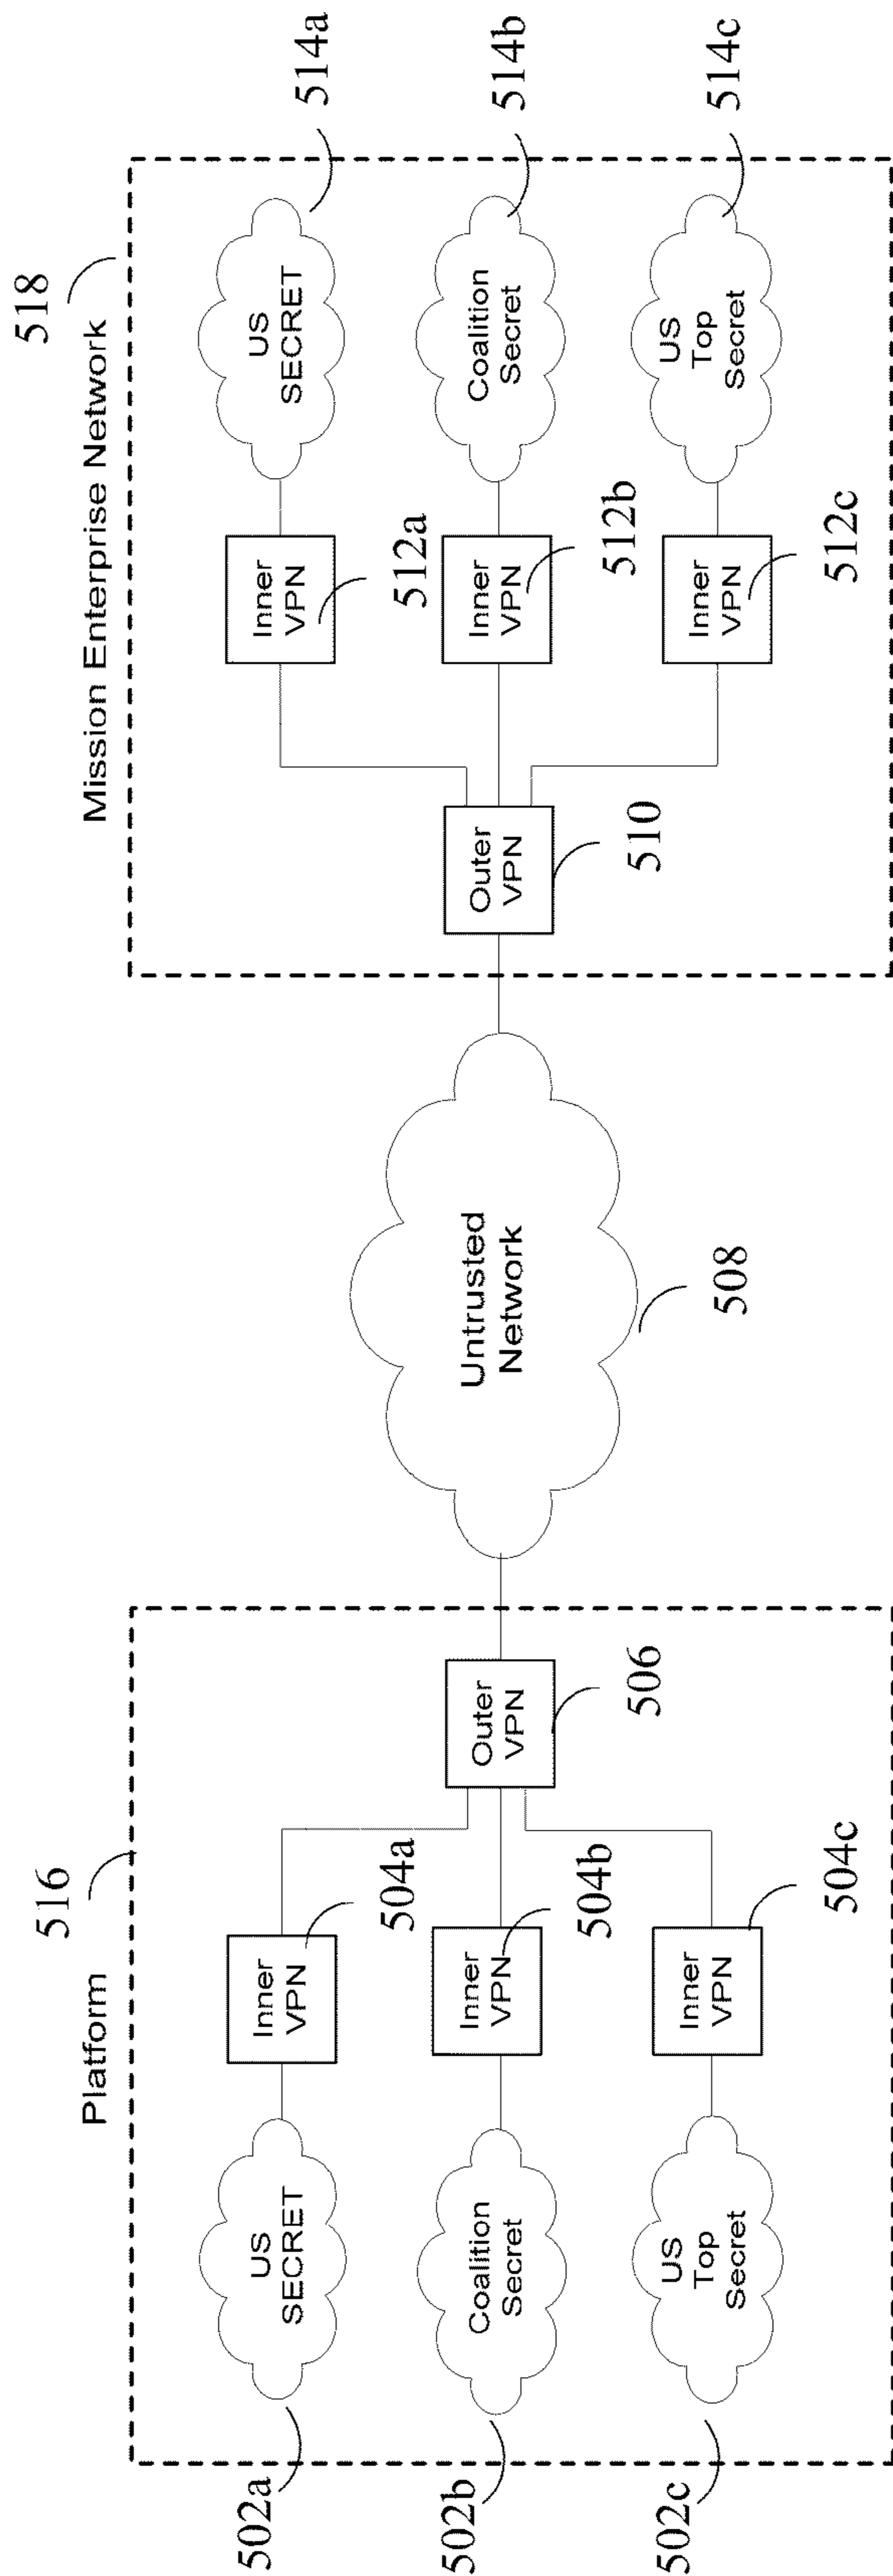 Platform
516
502a
US
SECRET
Inner
VPN
504a
502b
Coalition
Secret
Inner
VPN
504b
502c
US
Top
Secret
Inner
VPN
504c
Outer
VPN
506
Untrusted
Network
508
Mission Enterprise Network
518
Outer
VPN
510
Inner
VPN
512a
US
SECRET
514a
Inner
VPN
512b
Coalition
Secret
514b
Inner
VPN
512c
US
Top
Secret
514c